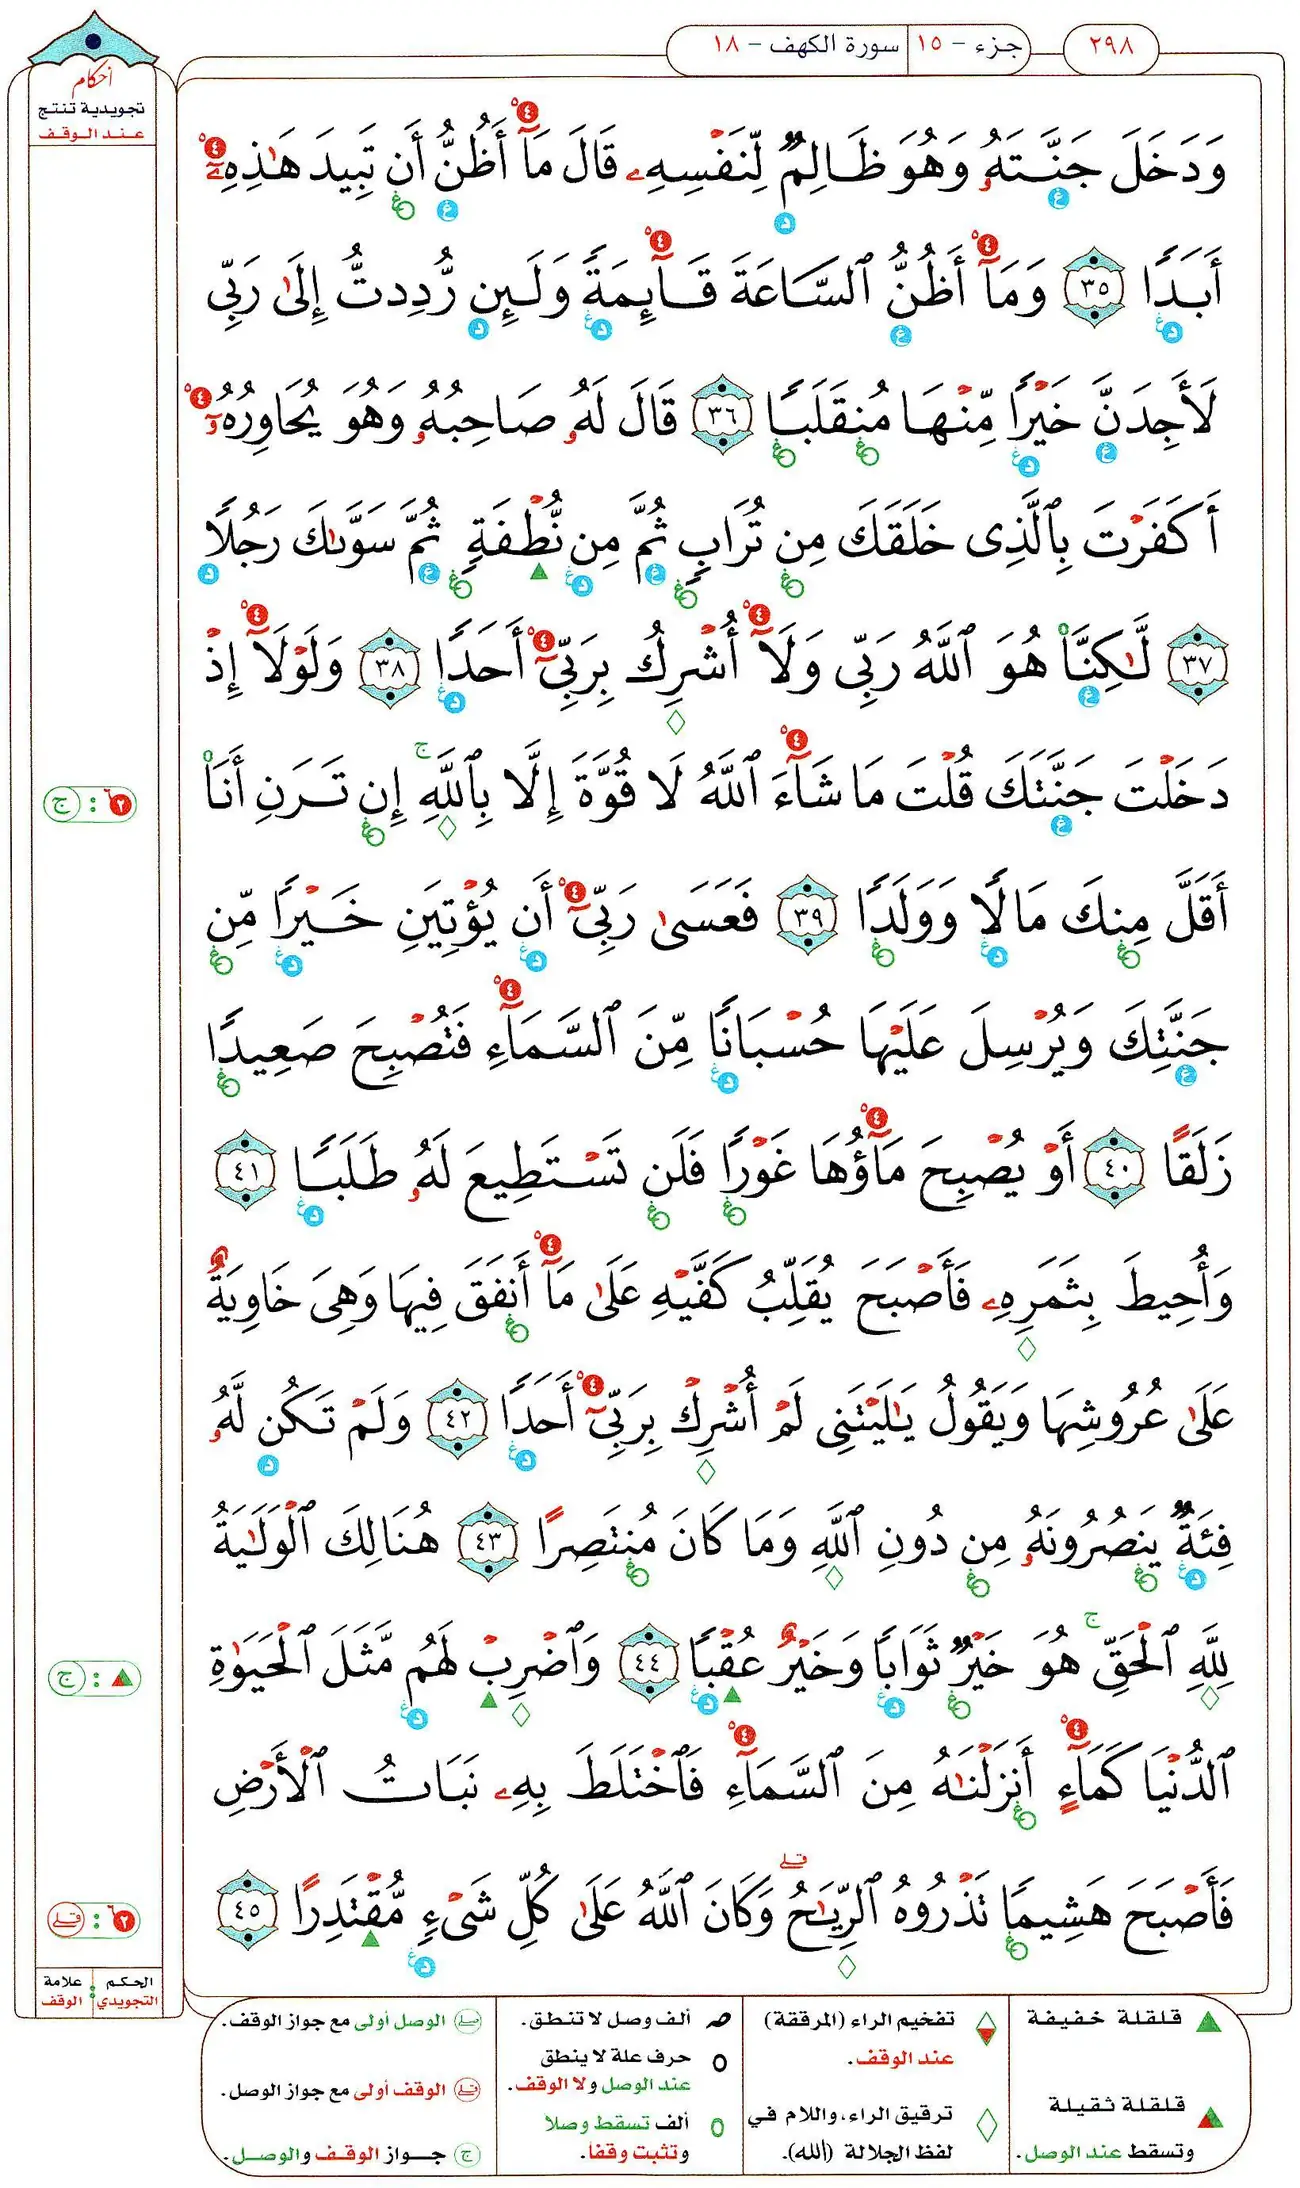 ٢٩٨
جزء - ١٥ سورة الكهف - ١٨
أحكام
تجويدية تنتج
عند الوقف
وَدَخَلَ جَنَّتَهُۥ وَهُوَ ظَالِمٌ لِّنَفْسِهِۦ قَالَ مَآ أَظُنُّ أَن تَبِيدَ هَٰذِهِۦٓ
أَبَدًا ٣٥ وَمَآ أَظُنُّ ٱلسَّاعَةَ قَآئِمَةً وَلَئِن رُّدِدتُّ إِلَىٰ رَبِّى
لَأَجِدَنَّ خَيْرًا مِّنْهَا مُنقَلَبًا ٣٦ قَالَ لَهُۥ صَاحِبُهُۥ وَهُوَ يُحَاوِرُهُۥٓ
أَكَفَرْتَ بِٱلَّذِى خَلَقَكَ مِن تُرَابٍ ثُمَّ مِن نُّطْفَةٍ ثُمَّ سَوَّىٰكَ رَجُلًا
٣٧ لَّٰكِنَّا۠ هُوَ ٱللَّهُ رَبِّى وَلَآ أُشْرِكُ بِرَبِّىٓ أَحَدًا ٣٨ وَلَوْلَآ إِذْ
دَخَلْتَ جَنَّتَكَ قُلْتَ مَا شَآءَ ٱللَّهُ لَا قُوَّةَ إِلَّا بِٱللَّهِ ۚ إِن تَرَنِ أَنَا۠
أَقَلَّ مِنكَ مَالًا وَوَلَدًا ٣٩ فَعَسَىٰ رَبِّىٓ أَن يُؤْتِيَنِ خَيْرًا مِّن
جَنَّتِكَ وَيُرْسِلَ عَلَيْهَا حُسْبَانًا مِّنَ ٱلسَّمَآءِ فَتُصْبِحَ صَعِيدًا
زَلَقًا ٤٠ أَوْ يُصْبِحَ مَآؤُهَا غَوْرًا فَلَن تَسْتَطِيعَ لَهُۥ طَلَبًا ٤١
وَأُحِيطَ بِثَمَرِهِۦ فَأَصْبَحَ يُقَلِّبُ كَفَّيْهِ عَلَىٰ مَآ أَنفَقَ فِيهَا وَهِىَ خَاوِيَةٌ
عَلَىٰ عُرُوشِهَا وَيَقُولُ يَٰلَيْتَنِى لَمْ أُشْرِكْ بِرَبِّىٓ أَحَدًا ٤٢ وَلَمْ تَكُن لَّهُۥ
فِئَةٌ يَنصُرُونَهُۥ مِن دُونِ ٱللَّهِ وَمَا كَانَ مُنتَصِرًا ٤٣ هُنَالِكَ ٱلْوَلَٰيَةُ
لِلَّهِ ٱلْحَقِّ ۚ هُوَ خَيْرٌ ثَوَابًا وَخَيْرٌ عُقْبًا ٤٤ وَٱضْرِبْ لَهُم مَّثَلَ ٱلْحَيَوٰةِ
ٱلدُّنْيَا كَمَآءٍ أَنزَلْنَٰهُ مِنَ ٱلسَّمَآءِ فَٱخْتَلَطَ بِهِۦ نَبَاتُ ٱلْأَرْضِ
فَأَصْبَحَ هَشِيمًا تَذْرُوهُ ٱلرِّيَٰحُ ۗ وَكَانَ ٱللَّهُ عَلَىٰ كُلِّ شَىْءٍ مُّقْتَدِرًا ٤٥
٢ : ج
ج :
٢ : قلى
الحكم التجويدي : علامة الوقف
قلقلة خفيفة
قلقلة ثقيلة
وتسقط عند الوصل.
تفخيم الراء (المرققة)
عند الوقف.
ترقيق الراء، واللام في
لفظ الجلالة (الله).
ألف وصل لا تنطق.
حرف علة لا ينطق
عند الوصل ولا الوقف.
ألف تسقط وصلاً
وتثبت وقفاً.
صلى الوصل أولى مع جواز الوقف.
قلى الوقف أولى مع جواز الوصل.
ج جواز الوقف والوصل.